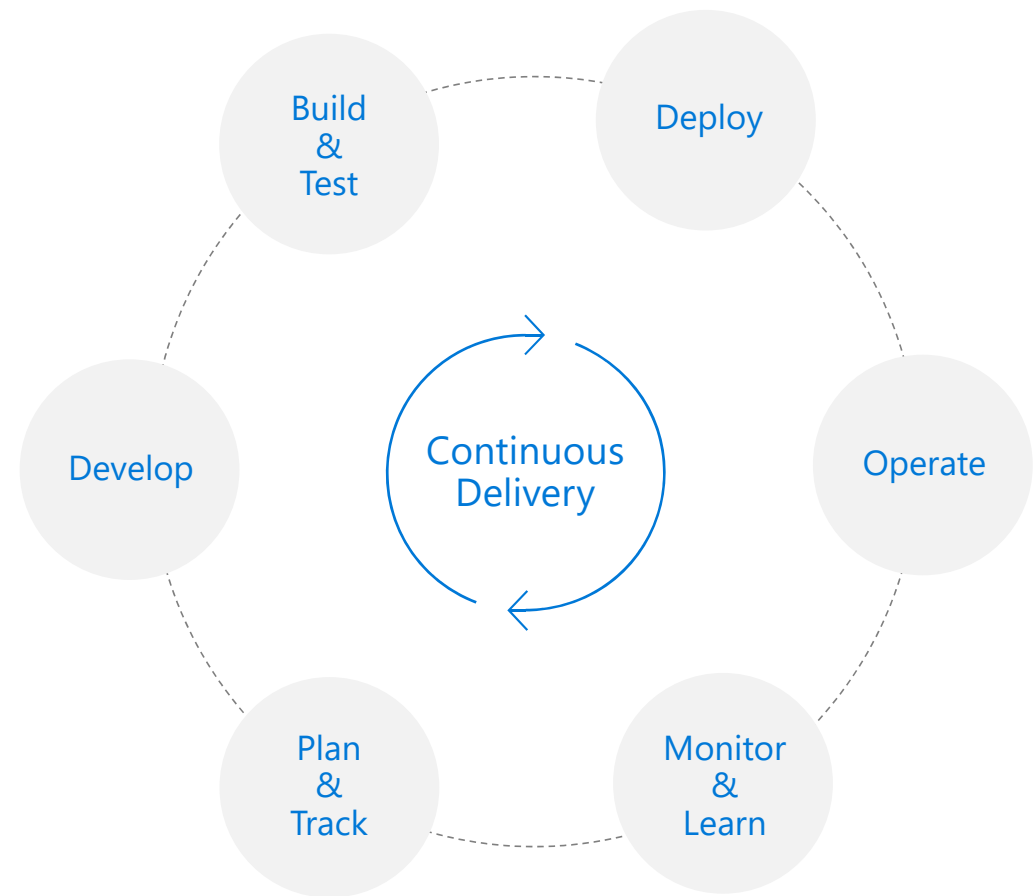 Build
&
Test
Deploy
Develop
Continuous
Delivery
Operate
Plan
&
Track
Monitor
&
Learn